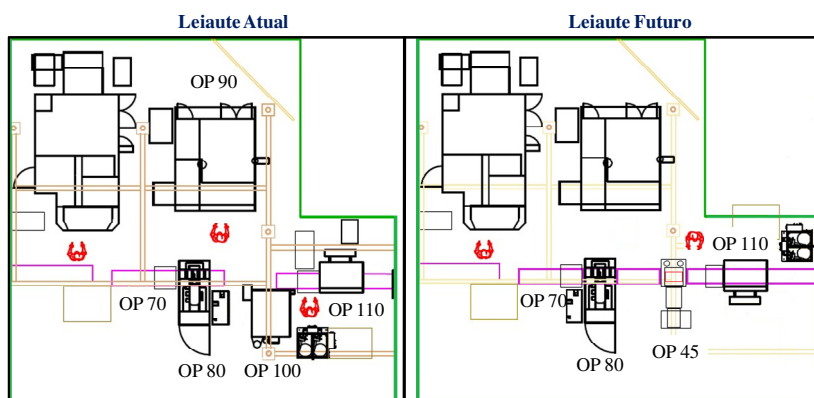 Leiaute Atual
OP 90
OP 70
OP 110
OP 80
OP 100
Leiaute Futuro
OP 110
OP 70
OP 45
OP 80